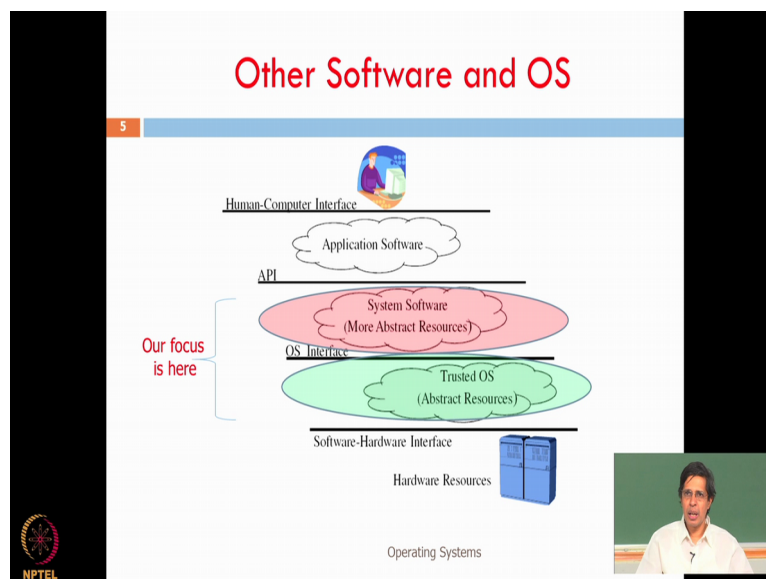 Other Software and OS
5
Human-Computer Interface
Application Software
API
System Software
(More Abstract Resources)
Our focus
is here
OS Interface
Trusted OS
(Abstract Resources)
Software-Hardware Interface
Hardware Resources
Operating Systems
NPTEL